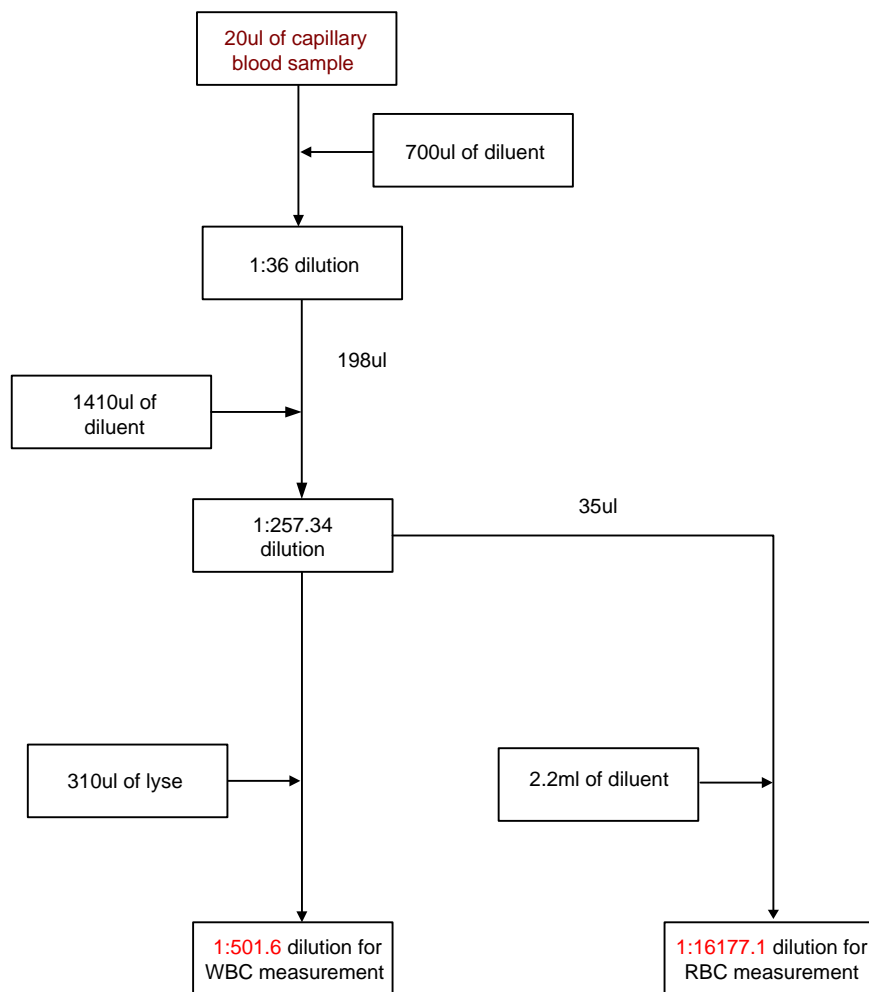 20ul of capillary
blood sample
700ul of diluent
1:36 dilution
198ul
1410ul of
diluent
35ul
1:257.34
dilution
310ul of lyse
2.2ml of diluent
1:501.6 dilution for
WBC measurement
1:16177.1 dilution for
RBC measurement